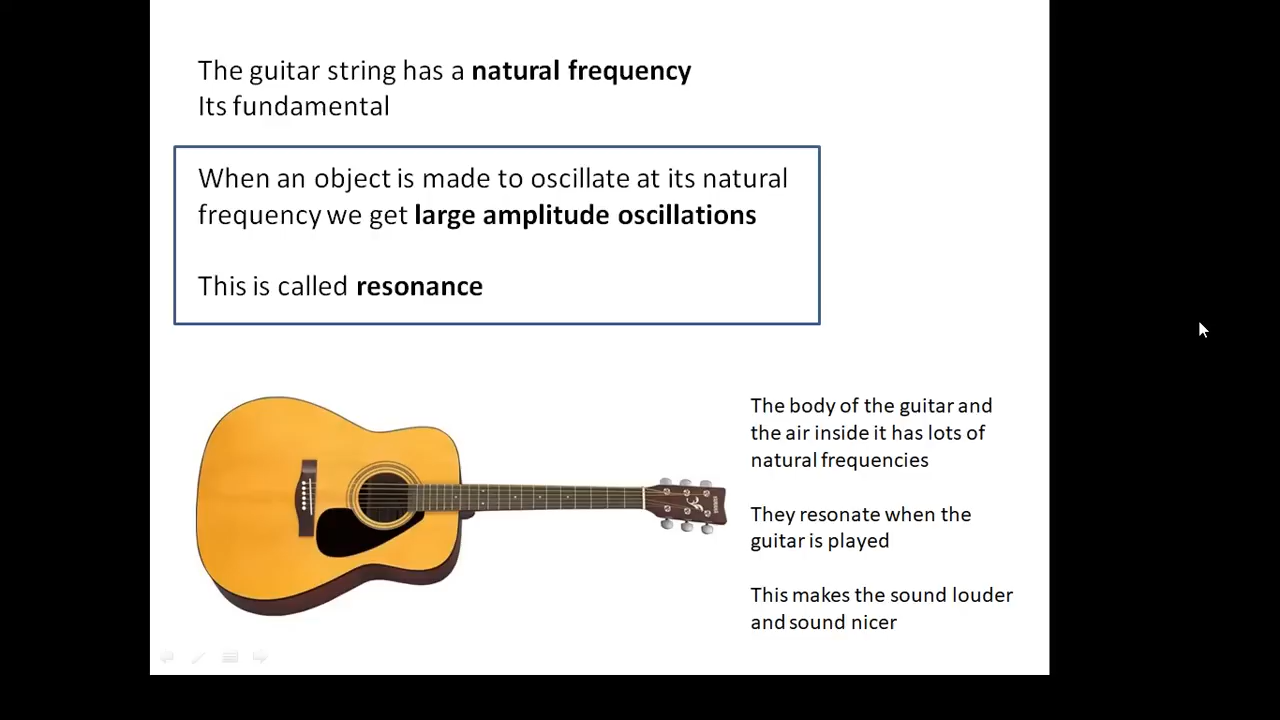 The guitar string has a natural frequency
Its fundamental
When an object is made to oscillate at its natural
frequency we get large amplitude oscillations
This is called resonance
The body of the guitar and
the air inside it has lots of
natural frequencies
They resonate when the
guitar is played
This makes the sound louder
and sound nicer